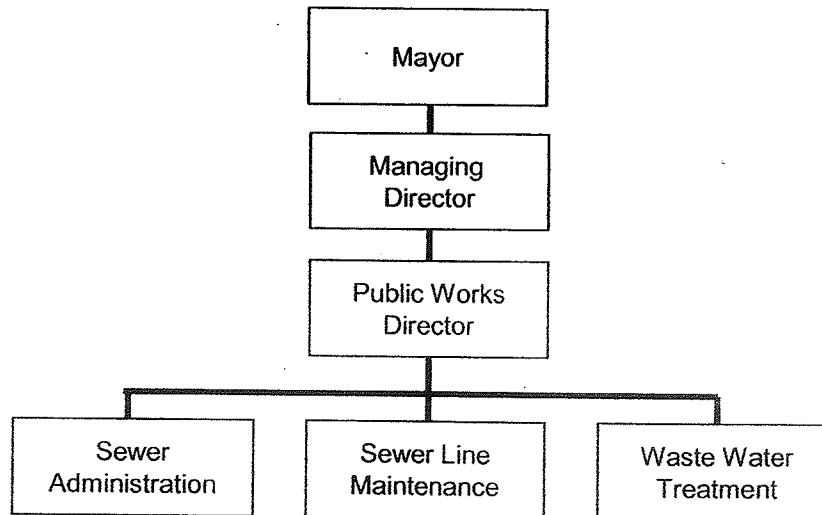 Mayor
Managing
Director
Public Works
Director
Sewer
Administration
Sewer Line
Maintenance
Waste Water
Treatment